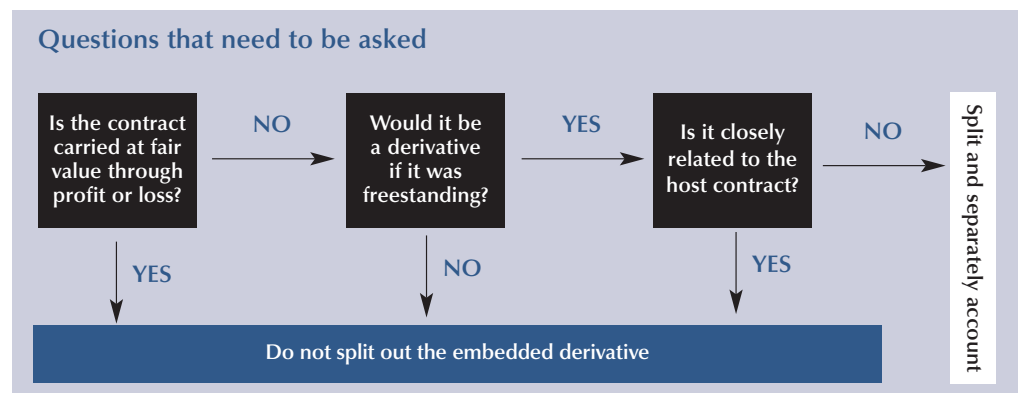 Questions that need to be asked
Is the contract
carried at fair
value through
profit or loss?
NO
Would it be
a derivative
if it was
freestanding?
YES
Is it closely
related to the
host contract?
NO
Split and separately account
YES
NO
YES
Do not split out the embedded derivative